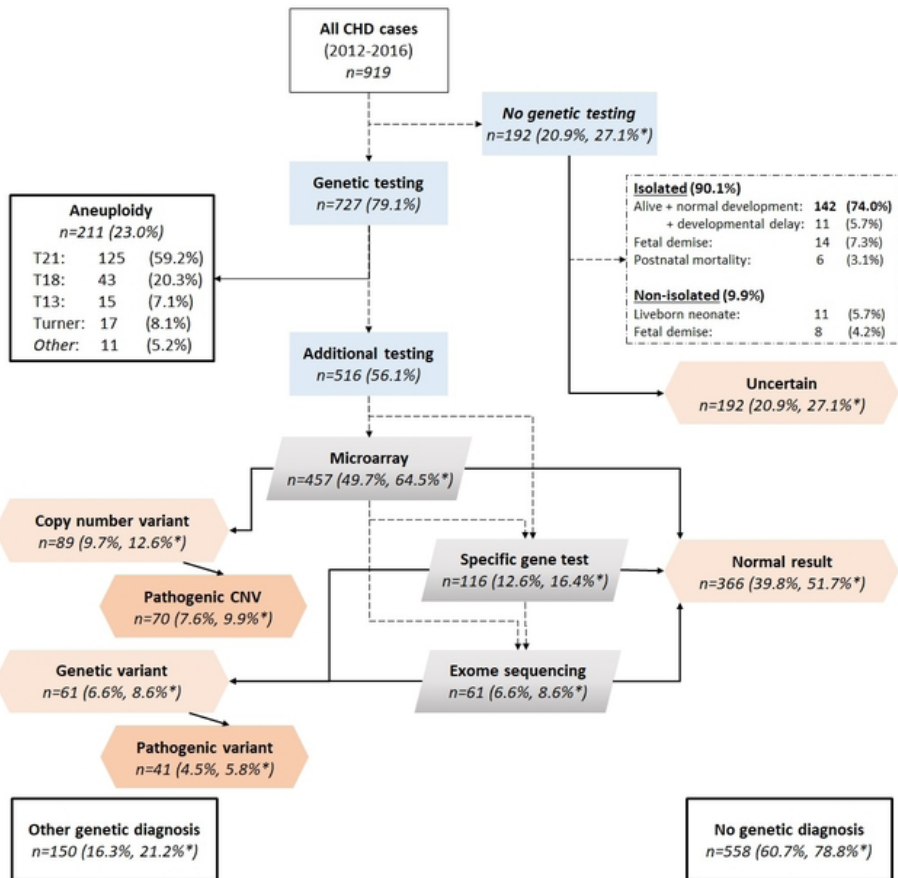 All CHD cases
(2012-2016)
n=919
No genetic testing
n=192 (20.9%, 27.1%*)
Genetic testing
n=727 (79.1%)
Aneuploidy
n=211 (23.0%)
T21: 125 (59.2%)
T18: 43 (20.3%)
T13: 15 (7.1%)
Turner: 17 (8.1%)
Other: 11 (5.2%)
Isolated (90.1%)
Alive + normal development: 142 (74.0%)
+ developmental delay: 11 (5.7%)
Fetal demise: 14 (7.3%)
Postnatal mortality: 6 (3.1%)
Non-isolated (9.9%)
Liveborn neonate: 11 (5.7%)
Fetal demise: 8 (4.2%)
Additional testing
n=516 (56.1%)
Uncertain
n=192 (20.9%, 27.1%*)
Microarray
n=457 (49.7%, 64.5%*)
Copy number variant
n=89 (9.7%, 12.6%*)
Specific gene test
n=116 (12.6%, 16.4%*)
Normal result
n=366 (39.8%, 51.7%*)
Pathogenic CNV
n=70 (7.6%, 9.9%*)
Genetic variant
n=61 (6.6%, 8.6%*)
Exome sequencing
n=61 (6.6%, 8.6%*)
Pathogenic variant
n=41 (4.5%, 5.8%*)
Other genetic diagnosis
n=150 (16.3%, 21.2%*)
No genetic diagnosis
n=558 (60.7%, 78.8%*)